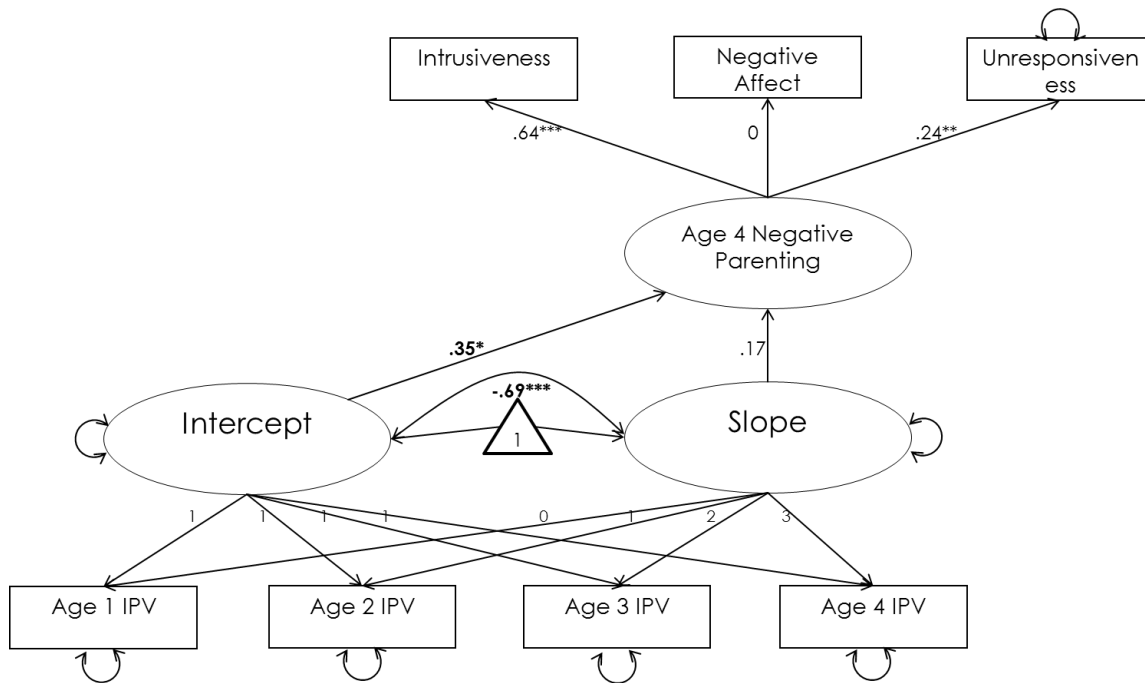 Intrusiveness
Negative
Affect
Unresponsiven
ess
.64***
0
.24**
Age 4 Negative
Parenting
.35*
.17
-.69***
Intercept
1
Slope
1
1
1
1
0
1
2
3
Age 1 IPV
Age 2 IPV
Age 3 IPV
Age 4 IPV